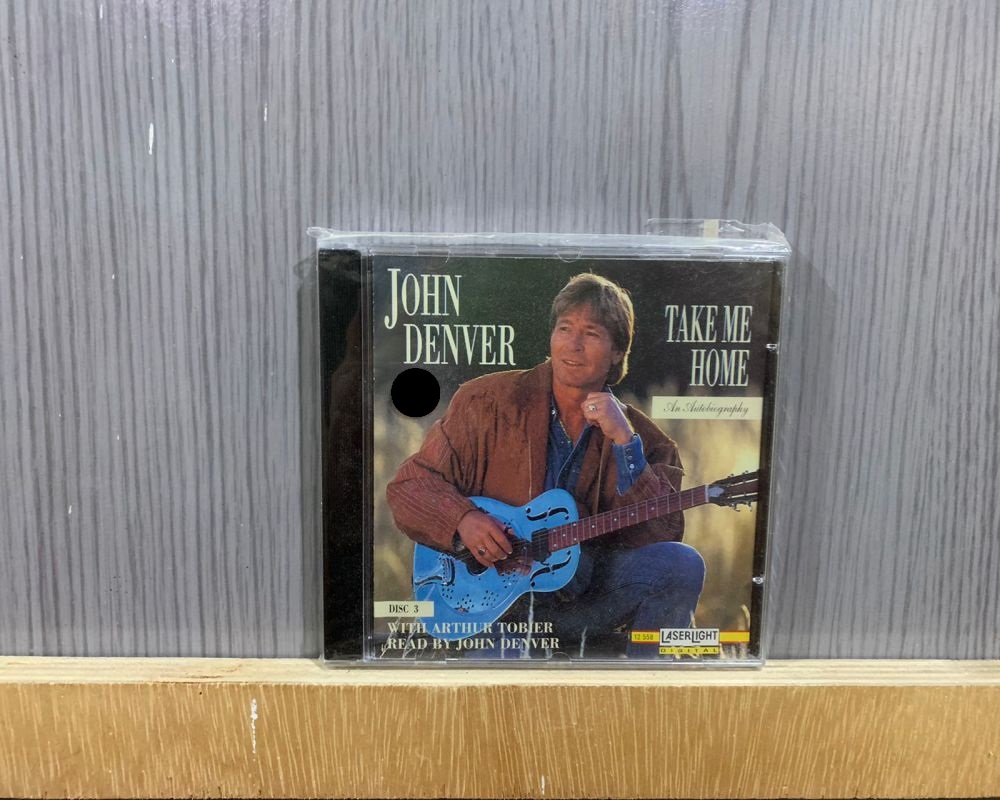 JOHN
DENVER
TAKE ME
HOME
An Autobiography
DISC 3
WITH ARTHUR TOBIER
READ BY JOHN DENVER
12 558
LASERLIGHT
DIGITAL